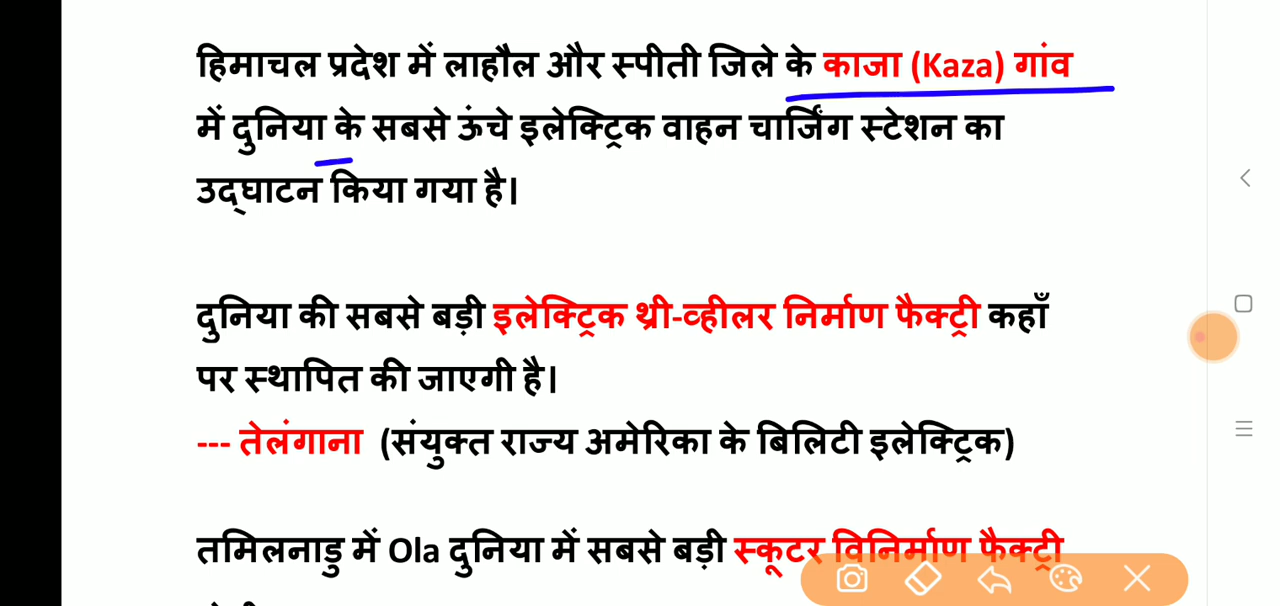 हिमाचल प्रदेश में लाहौल और स्पीती जिले के काजा (Kaza) गांव
में दुनिया के सबसे ऊंचे इलेक्ट्रिक वाहन चार्जिंग स्टेशन का
उद्घाटन किया गया है।
दुनिया की सबसे बड़ी इलेक्ट्रिक थ्री-व्हीलर निर्माण फैक्ट्री कहाँ
पर स्थापित की जाएगी है।
--- तेलंगाना (संयुक्त राज्य अमेरिका के बिलिटी इलेक्ट्रिक)
तमिलनाडु में Ola दुनिया में सबसे बड़ी स्कूटर विनिर्माण फैक्ट्री